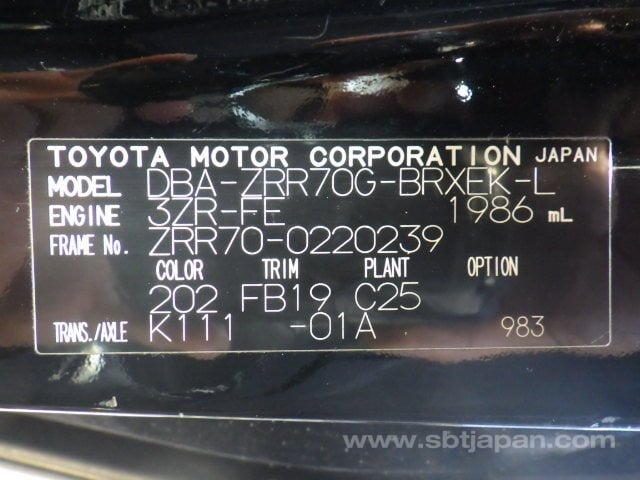 TOYOTA MOTOR CORPORATION JAPAN
MODEL DBA-ZRR70G-BRXEK-L
ENGINE 3ZR-FE 1986 mL
FRAME No. ZRR70-0220239
COLOR TRIM PLANT OPTION
202 FB19 C25
TRANS./AXLE K111 -01A 983
www.sbtjapan.com